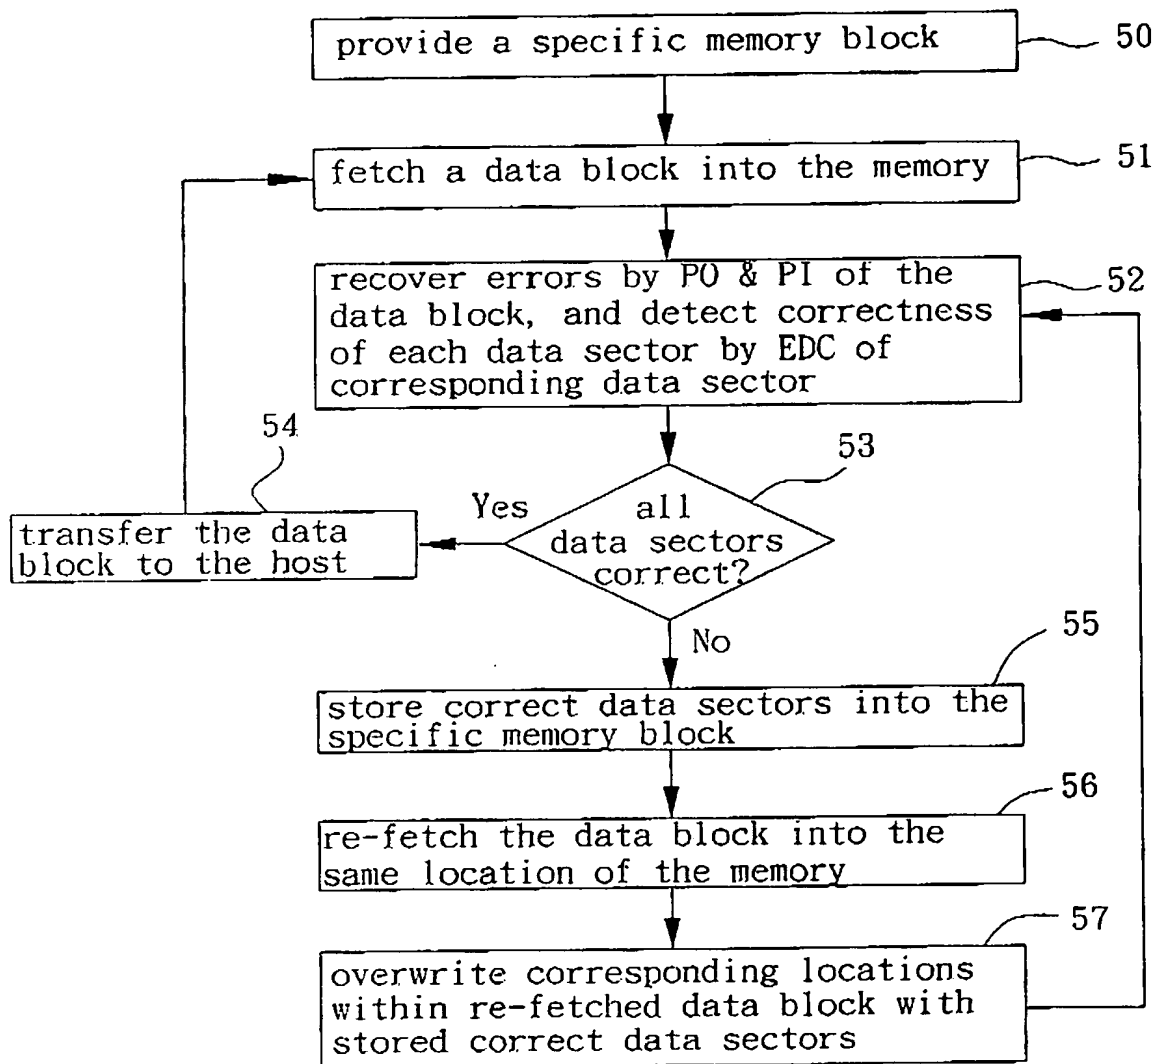 provide a specific memory block
50
fetch a data block into the memory
51
recover errors by PO & PI of the
data block, and detect correctness
of each data sector by EDC of
corresponding data sector
52
54
53
Yes
all
data sectors
correct?
transfer the data
block to the host
No
55
store correct data sectors into the
specific memory block
56
re-fetch the data block into the
same location of the memory
57
overwrite corresponding locations
within re-fetched data block with
stored correct data sectors